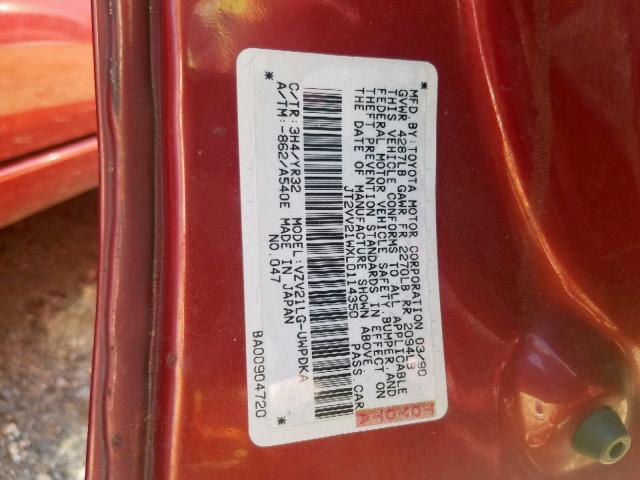 MFD.BY:TOYOTA MOTOR CORPORATION 03/90
GVWR 4287LB GAWR FR 2270LB RR 2094LB
THIS VEHICLE CONFORMS TO ALL APPLICABLE
FEDERAL MOTOR VEHICLE SAFETY, BUMPER, AND
THEFT PREVENTION STANDARDS IN EFFECT ON
THE DATE OF MANUFACTURE SHOWN ABOVE.
JT2VV21WXL0114350 PASS.CAR
*
*
C/TR: 3H4/YR32 MODEL: VZV21LG-UWPDKA
A/TM:-862/A540E MADE IN JAPAN
NO.047
BA00904720